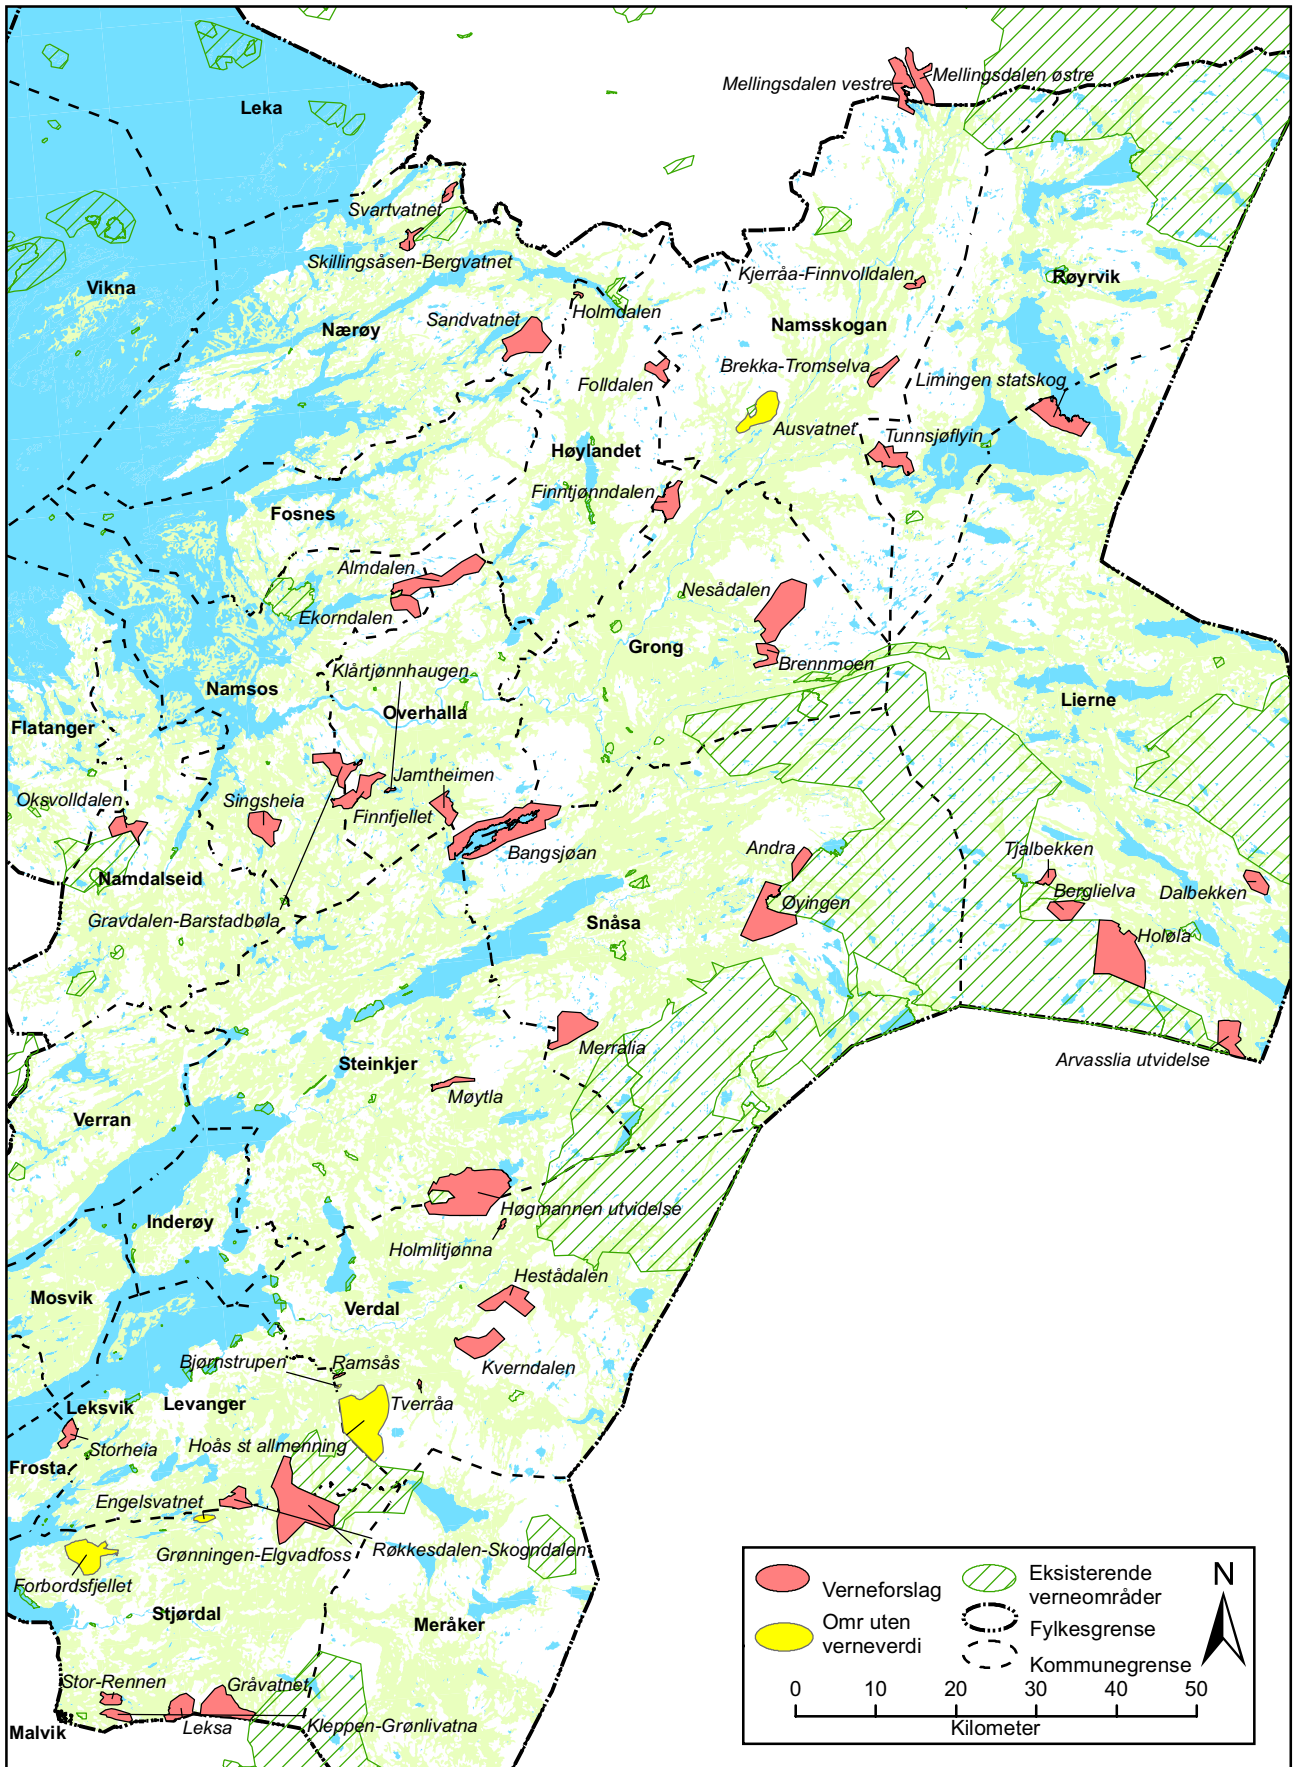 Mellingsdalen østre
Mellingsdalen vestre
Leka
Svartvatnet
Skillingsåsen-Bergvatnet
Kjerråa-Finnvolldalen
Røyrvik
Vikna
Holmdalen
Sandvatnet
Nærøy
Namsskogan
Folldalen
Brekka-Tromselva
Limingen statskog
Ausvatnet
Tunnsjøflyin
Høylandet
Finntjønndalen
Fosnes
Almdalen
Ekorndalen
Nesådalen
Grong
Brennmoen
Klårtjønnhaugen
Namsos
Overhalla
Lierne
Flatanger
Jamtheimen
Oksvolldalen
Singsheia
Finnfjellet
Bangsjøan
Andra
Tjalbekken
Namdalseid
Berglielva
Dalbekken
Øyingen
Gravdalen-Barstadbøla
Snåsa
Holøla
Merralia
Steinkjer
Arvasslia utvidelse
Møytla
Verran
Høgmannen utvidelse
Inderøy
Holmlitjønna
Hestådalen
Mosvik
Verdal
Bjørnstrupen
Ramsås
Kverndalen
Leksvik
Levanger
Tverråa
Storheia
Hoås st allmenning
Frosta
Engelsvatnet
Grønningen-Elgvadfoss
Røkkesdalen-Skogndalen
Forbordsfjellet
Stjørdal
Meråker
Stor-Rennen
Gråvatnet
Leksa
Kleppen-Grønlivatna
Malvik
Verneforslag
Omr uten
verneverdi
Eksisterende
verneområder
Fylkesgrense
Kommunegrense
N
0 10 20 30 40 50
Kilometer